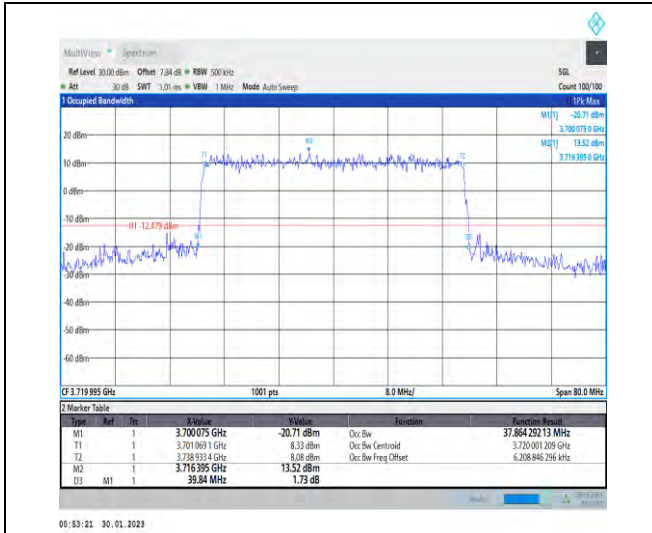 MultiView Spectrum
Ref Level 30.00 dBm Offset 7.84 dB RBW 500 kHz SGL
Att 30 dB SWT 1.01 ms VBW 1 MHz Mode Auto Sweep Count 100/100
1 Occupied Bandwidth 1Pk Max
M1[1] -20.71 dBm
3.700 075 0 GHz
M2[1] 13.52 dBm
3.716 395 0 GHz
20 dBm
M2
T1 T2
10 dBm
0 dBm
-10 dBm
H1 -12.479 dBm
M1
-20 dBm
-30 dBm
-40 dBm
-50 dBm
-60 dBm
CF 3.719 995 GHz 1001 pts 8.0 MHz/ Span 80.0 MHz
2 Marker Table
Type Ref Trc X-Value Y-Value Function Function Result
M1 1 3.700 075 GHz -20.71 dBm Occ Bw 37.864 292 13 MHz
T1 1 3.701 069 1 GHz 8.33 dBm Occ Bw Centroid 3.720 001 209 GHz
T2 1 3.738 933 4 GHz 8.08 dBm Occ Bw Freq Offset 6.208 846 296 kHz
M2 1 3.716 395 GHz 13.52 dBm
D3 M1 1 39.84 MHz 1.73 dB
00:53:21 30.01.2023